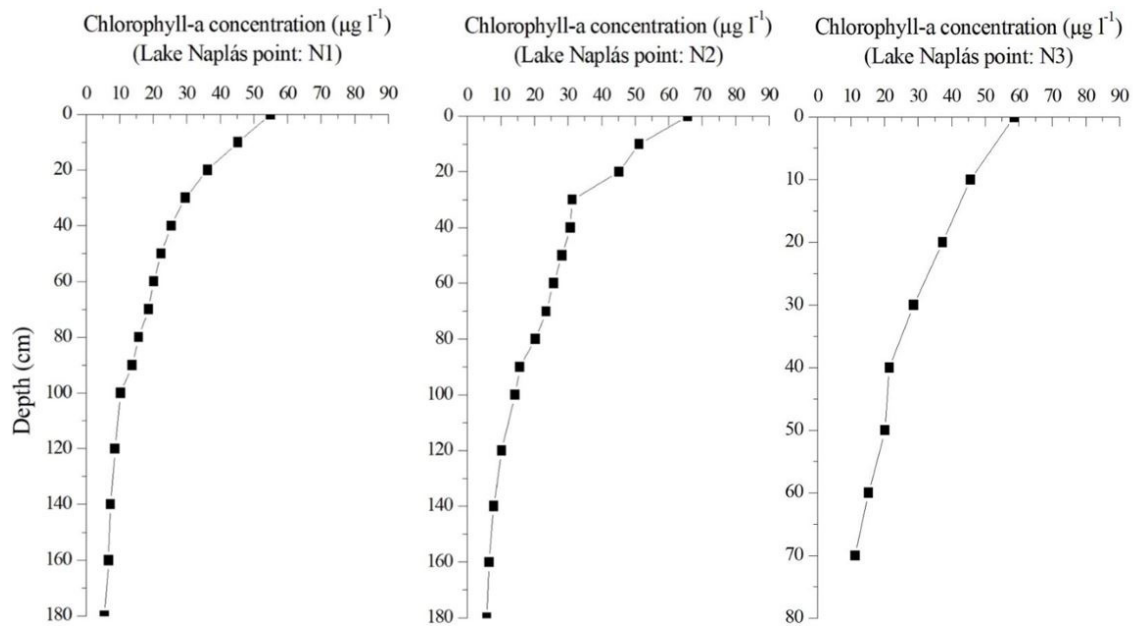 Chlorophyll-a concentration (µg l⁻¹)
(Lake Naplás point: N1)
0 10 20 30 40 50 60 70 80 90
0
20
40
60
80
100
120
140
160
180
Depth (cm)
Chlorophyll-a concentration (µg l⁻¹)
(Lake Naplás point: N2)
0 10 20 30 40 50 60 70 80 90
0
20
40
60
80
100
120
140
160
180
Chlorophyll-a concentration (µg l⁻¹)
(Lake Naplás point: N3)
0 10 20 30 40 50 60 70 80 90
0
10
20
30
40
50
60
70
80